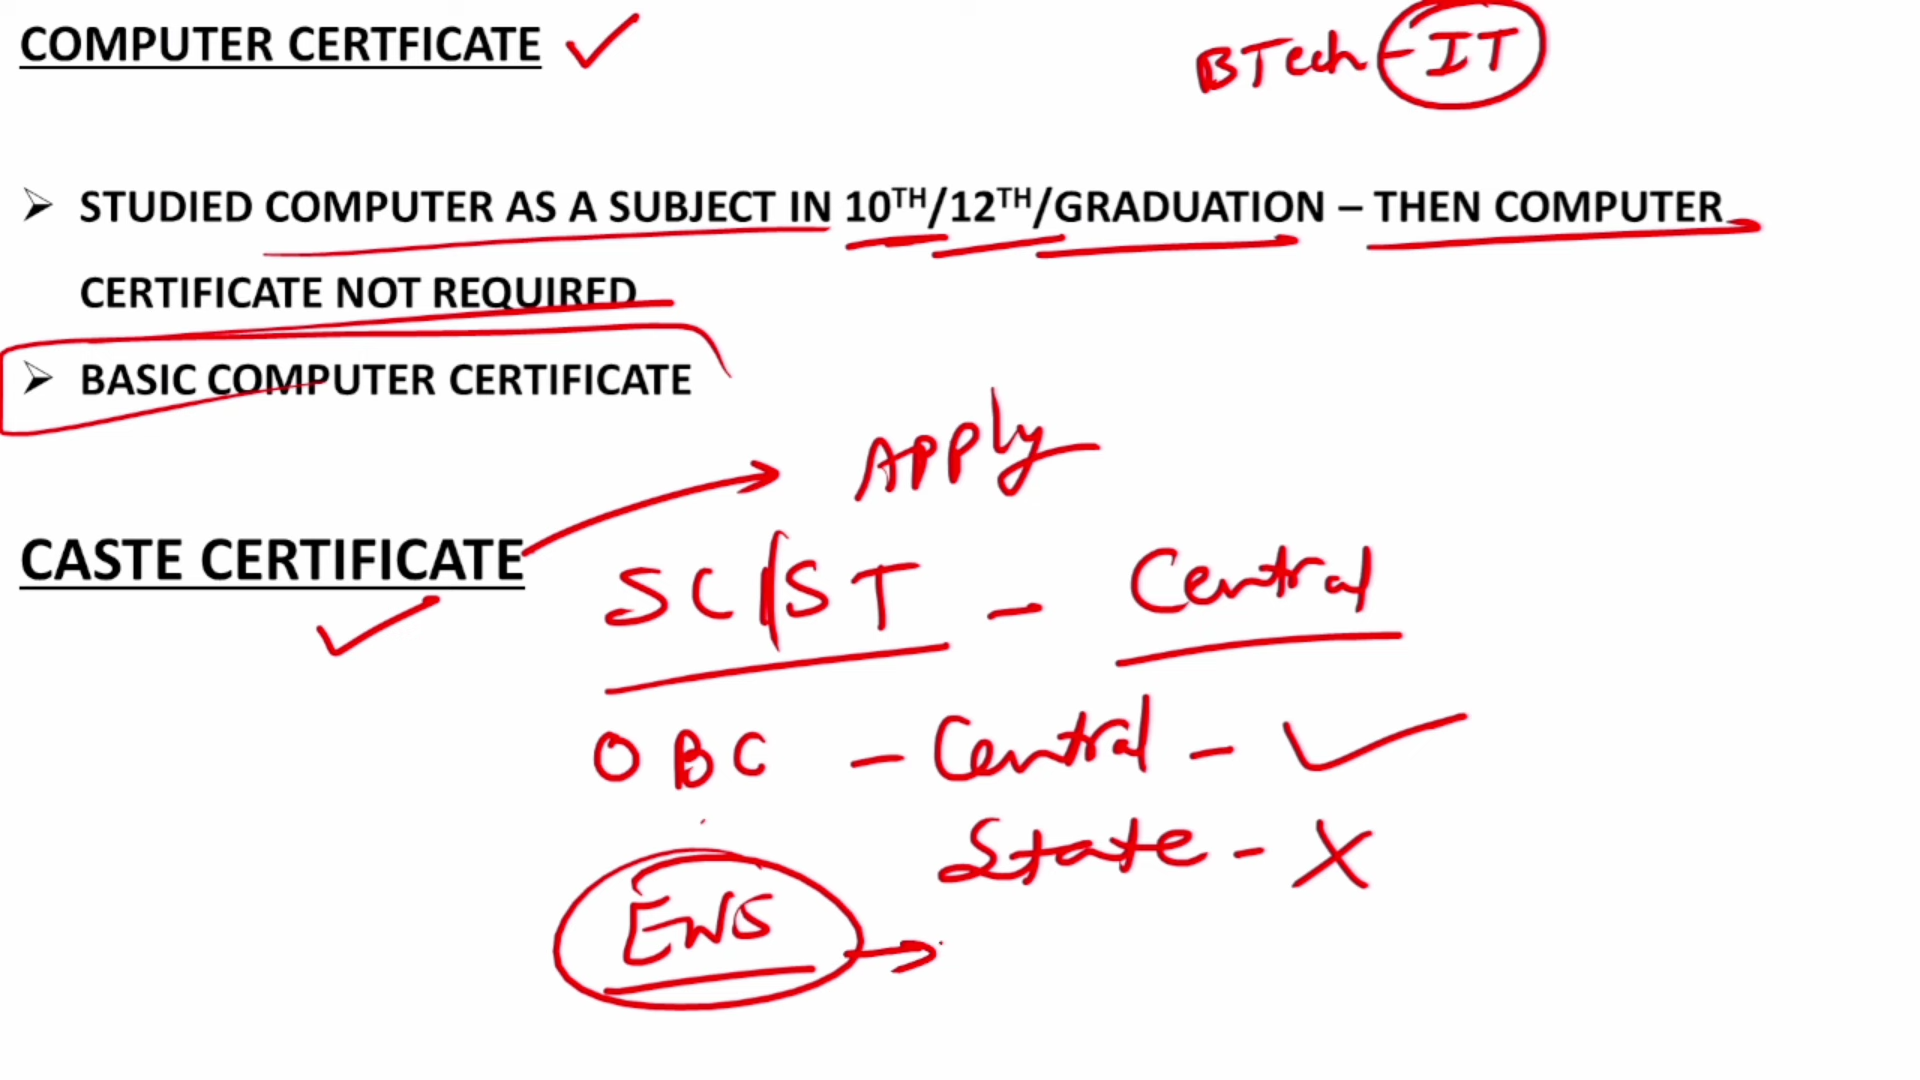 COMPUTER CERTFICATE
BTech - IT
➢ STUDIED COMPUTER AS A SUBJECT IN 10TH/12TH/GRADUATION – THEN COMPUTER
CERTIFICATE NOT REQUIRED
➢ BASIC COMPUTER CERTIFICATE
Apply
CASTE CERTIFICATE
SC/ST - Central
OBC - Central -
State - X
EWS